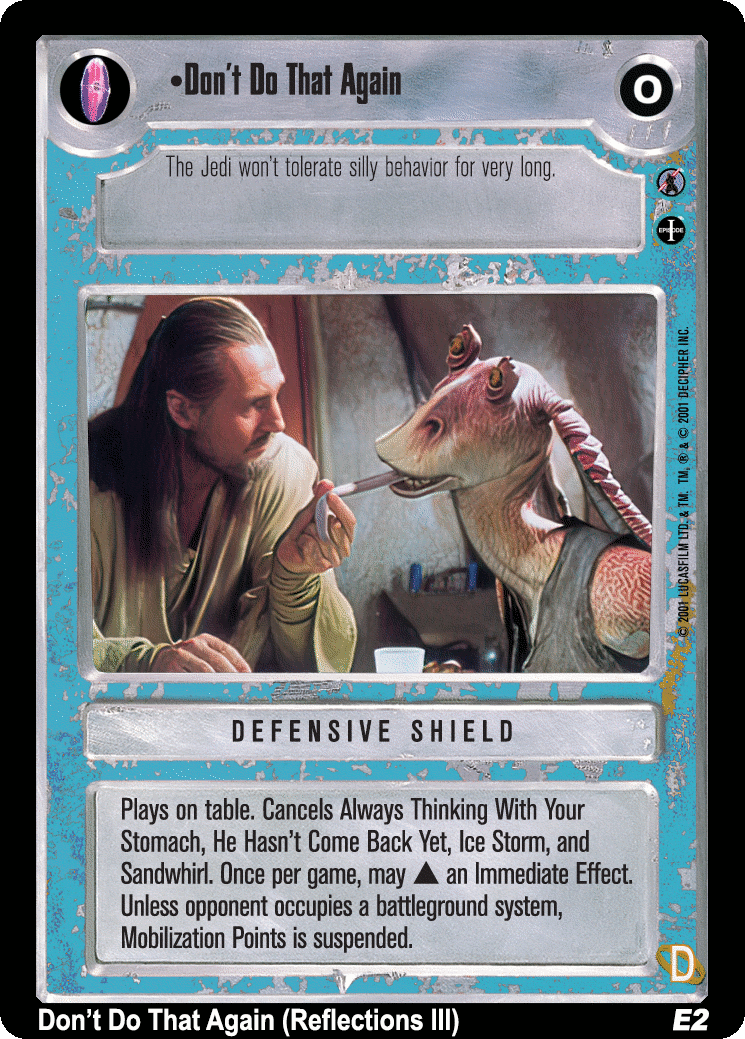 •Don't Do That Again
O
The Jedi won't tolerate silly behavior for very long.
EPISODE
I
© 2001 LUCASFILM LTD. & TM. TM, ® & © 2001 DECIPHER INC.
DEFENSIVE SHIELD
Plays on table. Cancels Always Thinking With Your
Stomach, He Hasn't Come Back Yet, Ice Storm, and
Sandwhirl. Once per game, may ▲ an Immediate Effect.
Unless opponent occupies a battleground system,
Mobilization Points is suspended.
D
Don't Do That Again (Reflections III)
E2